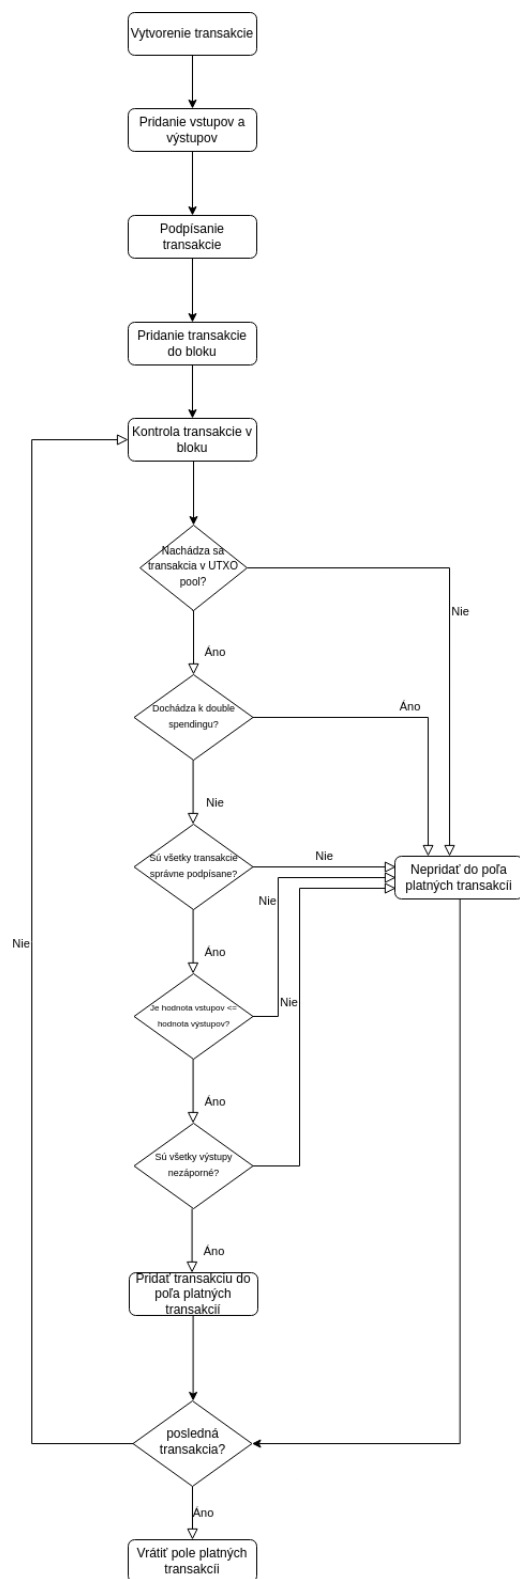 Vytvorenie transakcie
Pridanie vstupov a
výstupov
Podpísanie
transakcie
Pridanie transakcie
do bloku
Kontrola transakcie v
bloku
Nachádza sa
transakcia v UTXO
pool?
Nie
Áno
Dochádza k double
spendingu?
Áno
Nie
Sú všetky transakcie
správne podpísane?
Nie
Nepridať do poľa
platných transakcíi
Nie
Áno
Nie
Je hodnota vstupov <=
hodnota výstupov?
Nie
Áno
Sú všetky výstupy
nezáporné?
Áno
Pridať transakciu do
poľa platných
transakcií
posledná
transakcia?
Áno
Vrátiť pole platných
transakcíi